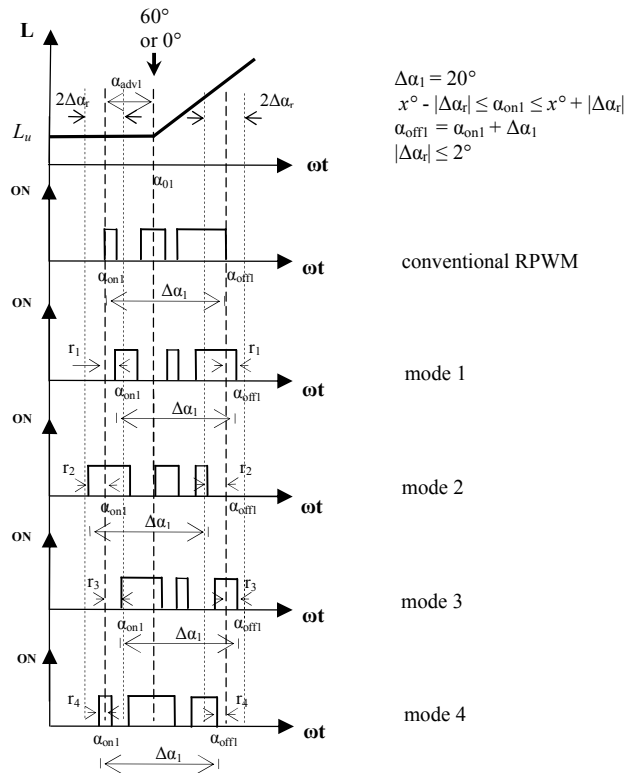 60°
L
or 0°
α_adv1
2Δα_r
2Δα_r
L_u
ωt
α_01
Δα_1 = 20°
x° - |Δα_r| ≤ α_on1 ≤ x° + |Δα_r|
α_off1 = α_on1 + Δα_1
|Δα_r| ≤ 2°
ON
ωt
α_on1
α_off1
Δα_1
conventional RPWM
ON
r_1
r_1
ωt
α_on1
α_off1
Δα_1
mode 1
ON
r_2
r_2
ωt
α_on1
α_off1
Δα_1
mode 2
ON
r_3
r_3
ωt
α_on1
α_off1
Δα_1
mode 3
ON
r_4
r_4
ωt
α_on1
α_off1
Δα_1
mode 4